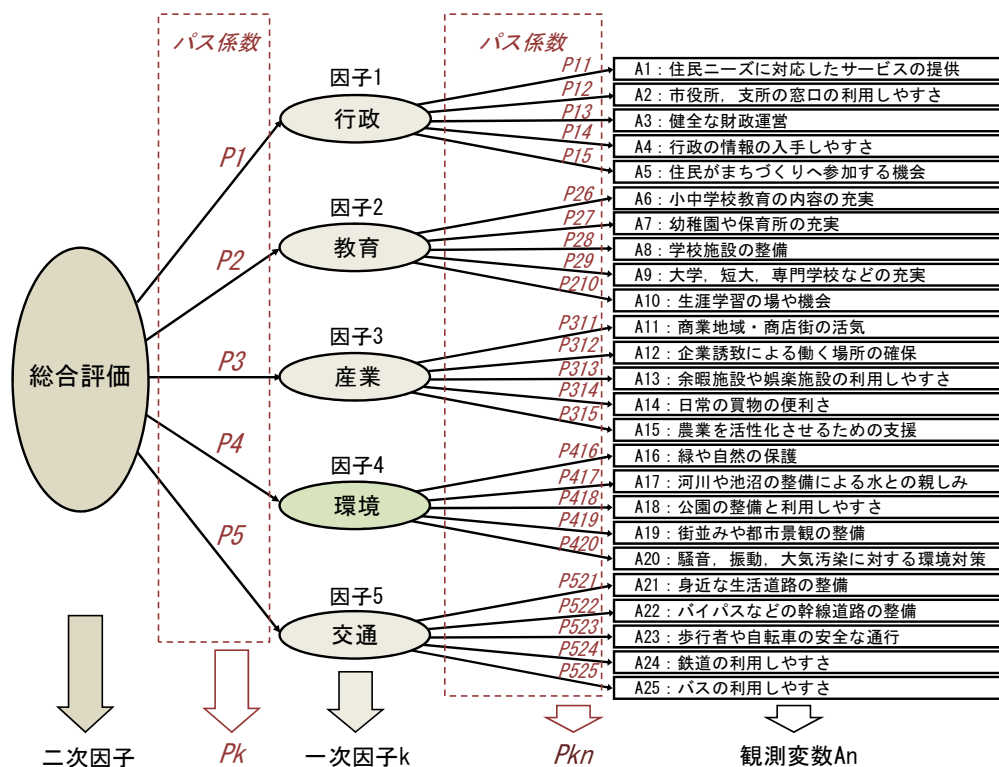 パス係数
パス係数
総合評価
P1
P2
P3
P4
P5
因子1
行政
因子2
教育
因子3
産業
因子4
環境
因子5
交通
P11
P12
P13
P14
P15
P26
P27
P28
P29
P210
P311
P312
P313
P314
P315
P416
P417
P418
P419
P420
P521
P522
P523
P524
P525
A1：住民ニーズに対応したサービスの提供
A2：市役所，支所の窓口の利用しやすさ
A3：健全な財政運営
A4：行政の情報の入手しやすさ
A5：住民がまちづくりへ参加する機会
A6：小中学校教育の内容の充実
A7：幼稚園や保育所の充実
A8：学校施設の整備
A9：大学，短大，専門学校などの充実
A10：生涯学習の場や機会
A11：商業地域・商店街の活気
A12：企業誘致による働く場所の確保
A13：余暇施設や娯楽施設の利用しやすさ
A14：日常の買物の便利さ
A15：農業を活性化させるための支援
A16：緑や自然の保護
A17：河川や池沼の整備による水との親しみ
A18：公園の整備と利用しやすさ
A19：街並みや都市景観の整備
A20：騒音，振動，大気汚染に対する環境対策
A21：身近な生活道路の整備
A22：バイパスなどの幹線道路の整備
A23：歩行者や自転車の安全な通行
A24：鉄道の利用しやすさ
A25：バスの利用しやすさ
二次因子
Pk
一次因子k
Pkn
観測変数An